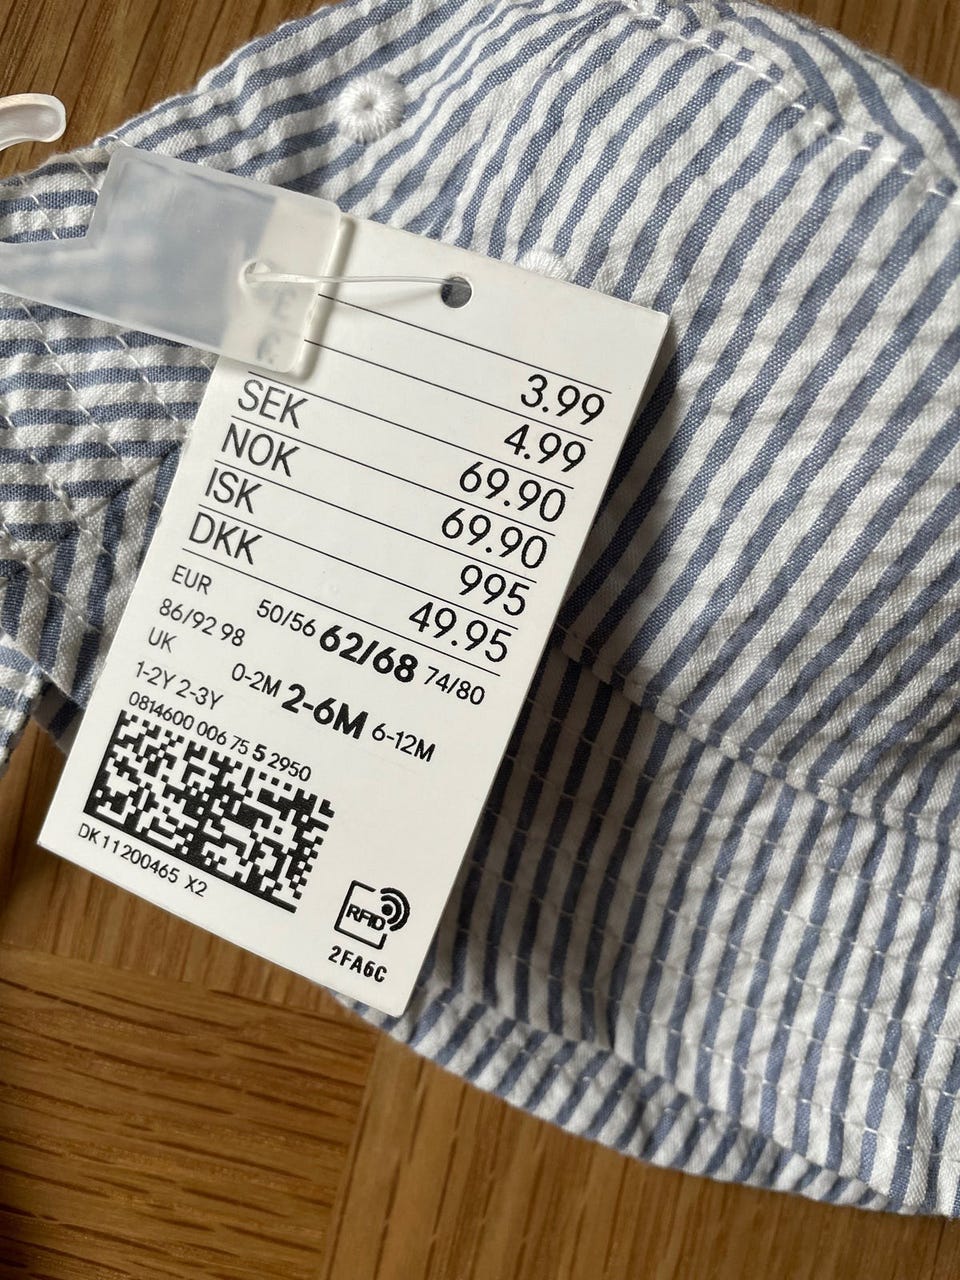 3.99
4.99
SEK 69.90
NOK 69.90
ISK 995
DKK 49.95
EUR 50/56 62/68 74/80
86/92 98
UK 0-2M 2-6M 6-12M
1-2Y 2-3Y
0814600 006 75 5 2950
DK11200465 X2
RFID
2FA6C